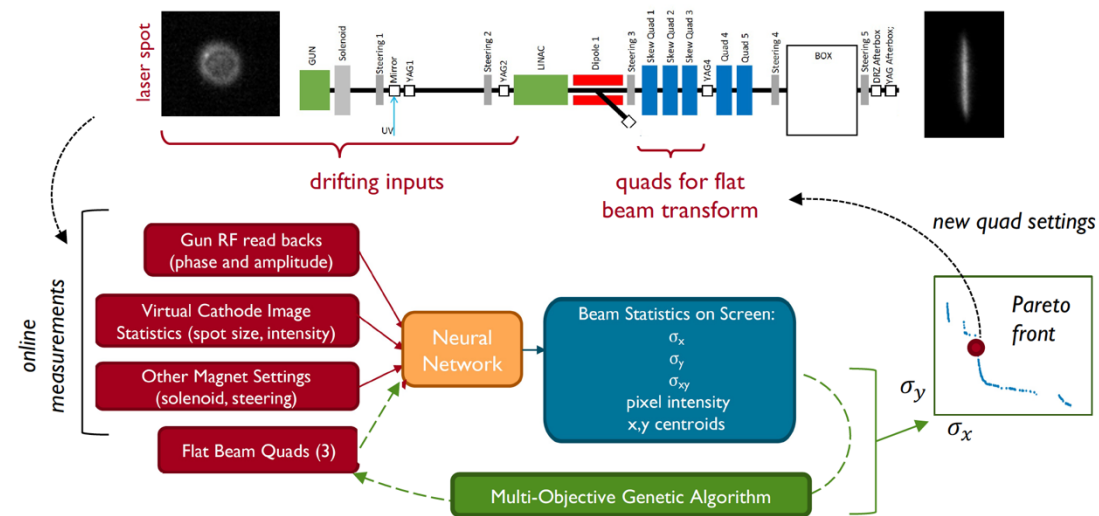 laser spot
GUN
Solenoid
Steering 1
Mirror
YAG1
UV
Steering 2
YAG2
LINAC
Dipole 1
Steering 3
Skew Quad 1
Skew Quad 2
Skew Quad 3
YAG4
Quad 4
Quad 5
Steering 4
BOX
Steering 5
DRZ Afterbox
YAG Afterbox;
drifting inputs
quads for flat
beam transform
new quad settings
online
measurements
Gun RF read backs
(phase and amplitude)
Virtual Cathode Image
Statistics (spot size, intensity)
Other Magnet Settings
(solenoid, steering)
Flat Beam Quads (3)
Neural
Network
Beam Statistics on Screen:
σx
σy
σxy
pixel intensity
x,y centroids
Multi-Objective Genetic Algorithm
Pareto
front
σy
σx